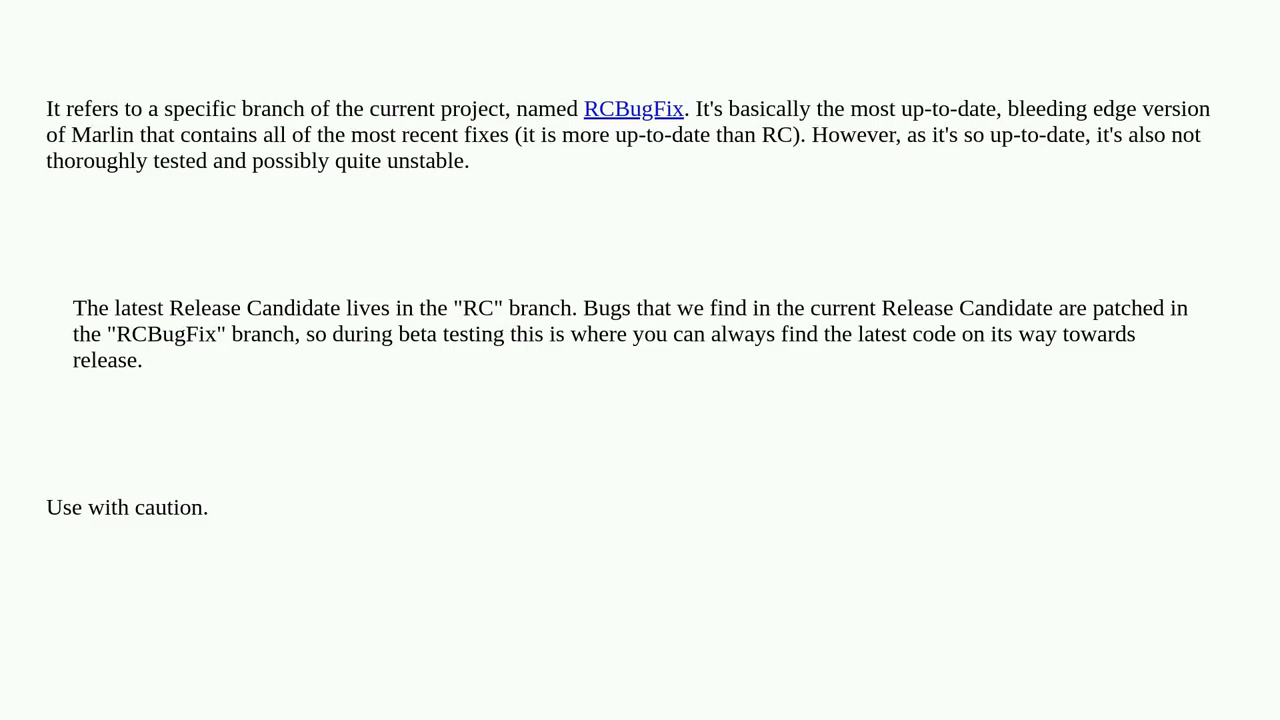 It refers to a specific branch of the current project, named RCBugFix. It's basically the most up-to-date, bleeding edge version
of Marlin that contains all of the most recent fixes (it is more up-to-date than RC). However, as it's so up-to-date, it's also not
thoroughly tested and possibly quite unstable.
The latest Release Candidate lives in the "RC" branch. Bugs that we find in the current Release Candidate are patched in
the "RCBugFix" branch, so during beta testing this is where you can always find the latest code on its way towards
release.
Use with caution.